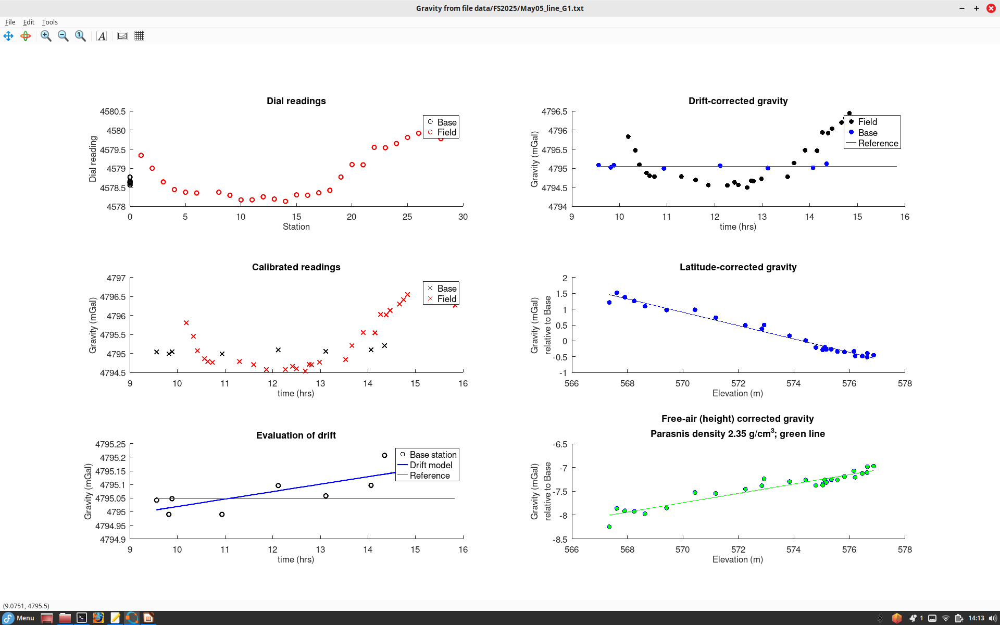 Gravity from file data/FS2025/May05_line_G1.txt
File Edit Tools
A
Dial readings
4580.5
4580
4579.5
4579
4578.5
4578
Dial reading
Base
Field
0 5 10 15 20 25 30
Station
Drift-corrected gravity
4796.5
4796
4795.5
4795
4794.5
4794
Gravity (mGal)
Field
Base
Reference
9 10 11 12 13 14 15 16
time (hrs)
Calibrated readings
4797
4796.5
4796
4795.5
4795
4794.5
Gravity (mGal)
Base
Field
9 10 11 12 13 14 15 16
time (hrs)
Latitude-corrected gravity
2
1.5
1
0.5
0
-0.5
-1
Gravity (mGal)
relative to Base
566 568 570 572 574 576 578
Elevation (m)
Evaluation of drift
4795.25
4795.2
4795.15
4795.1
4795.05
4795
4794.95
4794.9
Gravity (mGal)
Base station
Drift model
Reference
9 10 11 12 13 14 15 16
time (hrs)
Free-air (height) corrected gravity
Parasnis density 2.35 g/cm³; green line
-6.5
-7
-7.5
-8
-8.5
Gravity (mGal)
relative to Base
566 568 570 572 574 576 578
Elevation (m)
(9.0751, 4795.5)
Menu
1
14:13